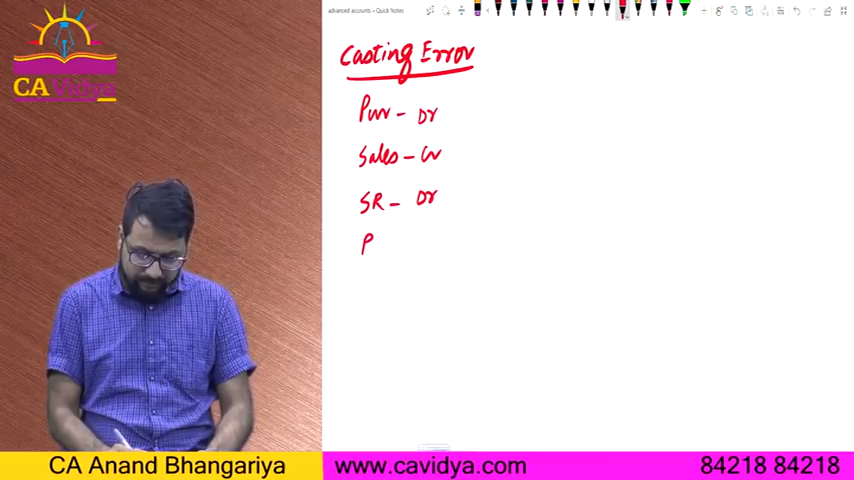 advanced accounts • Quick Notes
CA Vidya
Casting Error
Pur - Dr
Sales - Cr
SR - Dr
P
CA Anand Bhangariya
www.cavidya.com
84218 84218